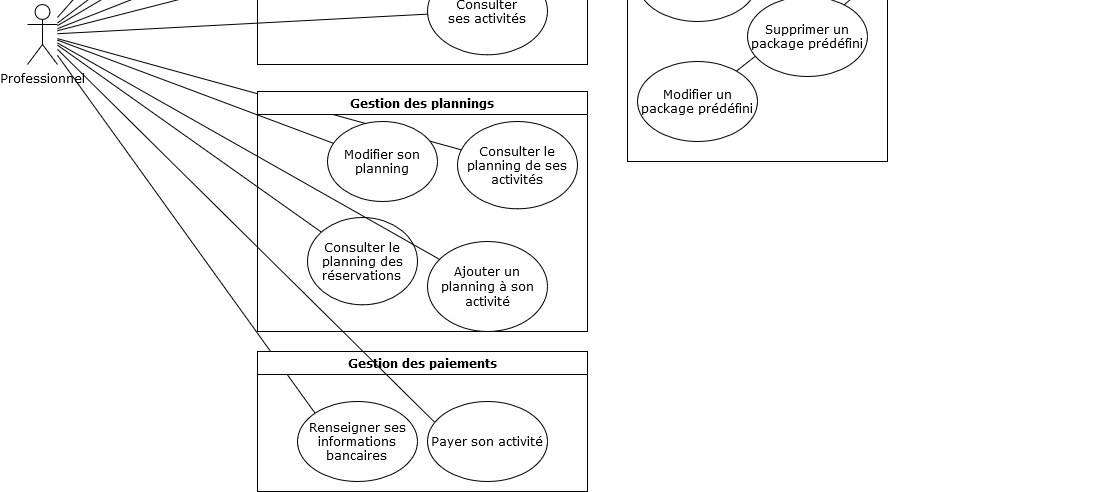 Consulter
ses activités
Supprimer un
package prédéfini
Professionnel
Modifier un
package prédéfini
Gestion des plannings
Modifier son
planning
Consulter le
planning de ses
activités
Consulter le
planning des
réservations
Ajouter un
planning à son
activité
Gestion des paiements
Renseigner ses
informations
bancaires
Payer son activité